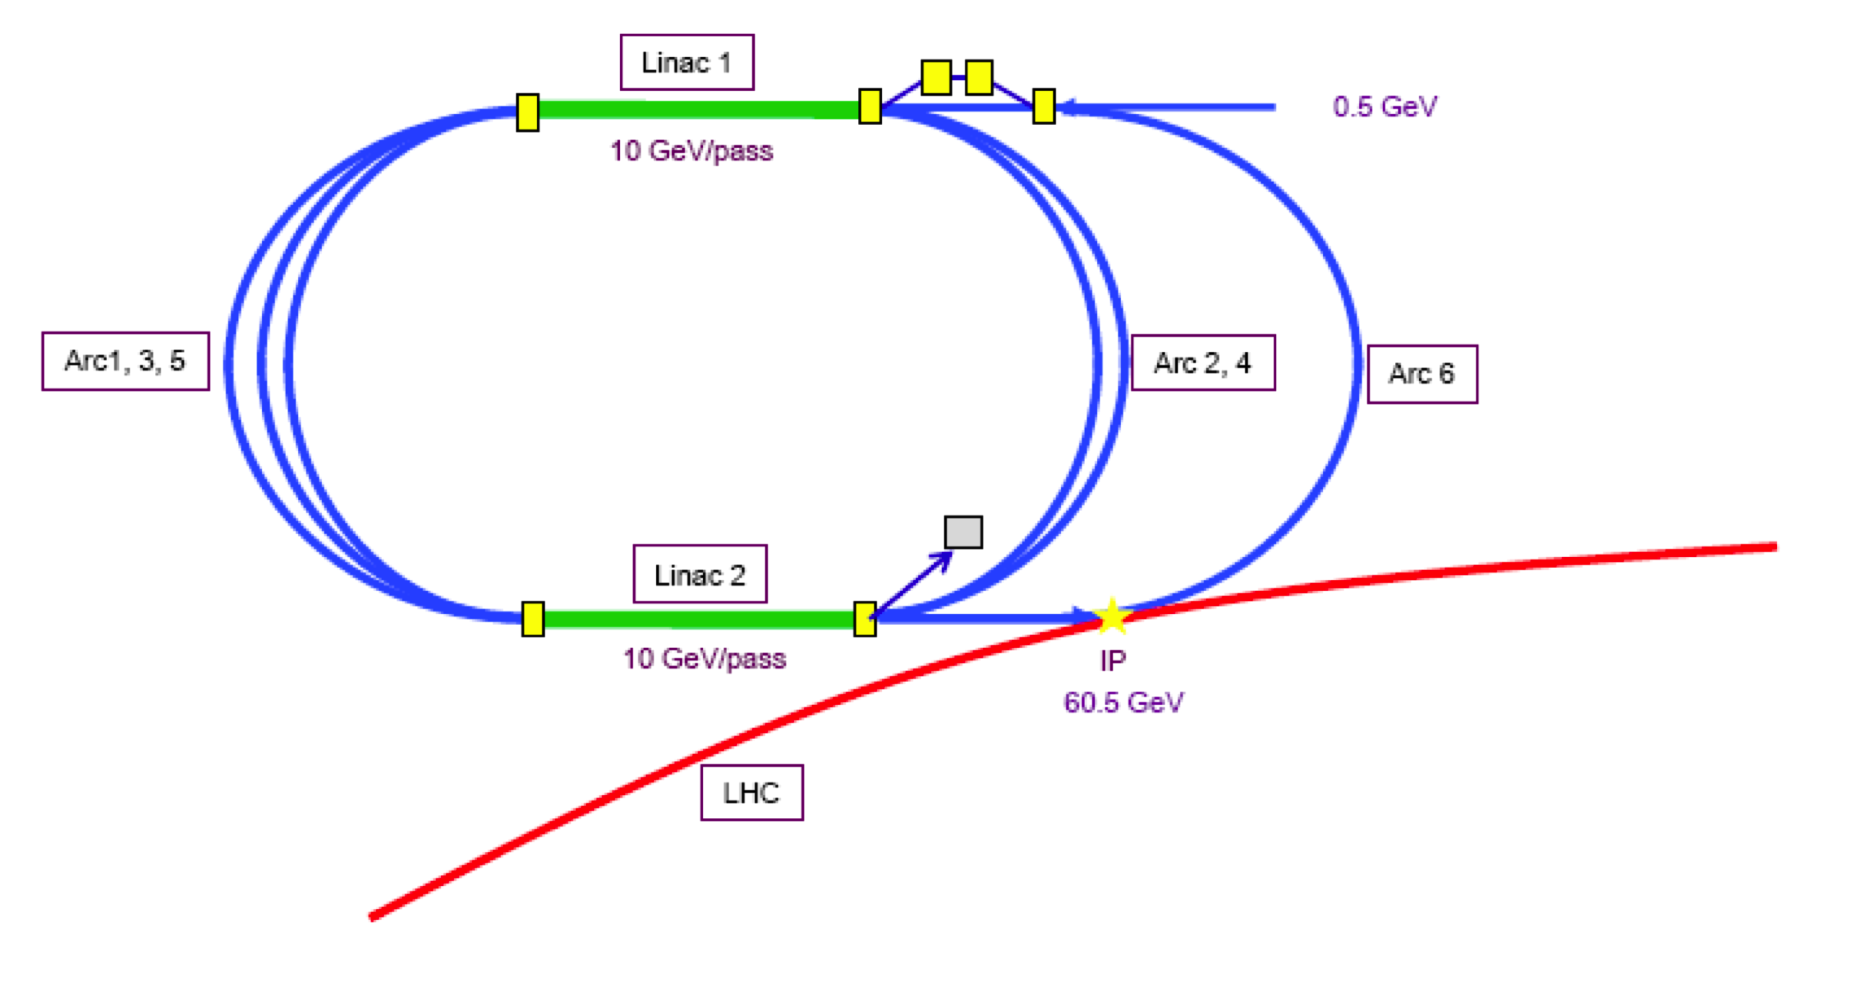 Linac 1
0.5 GeV
10 GeV/pass
Arc1, 3, 5
Arc 2, 4
Arc 6
Linac 2
10 GeV/pass
IP
60.5 GeV
LHC